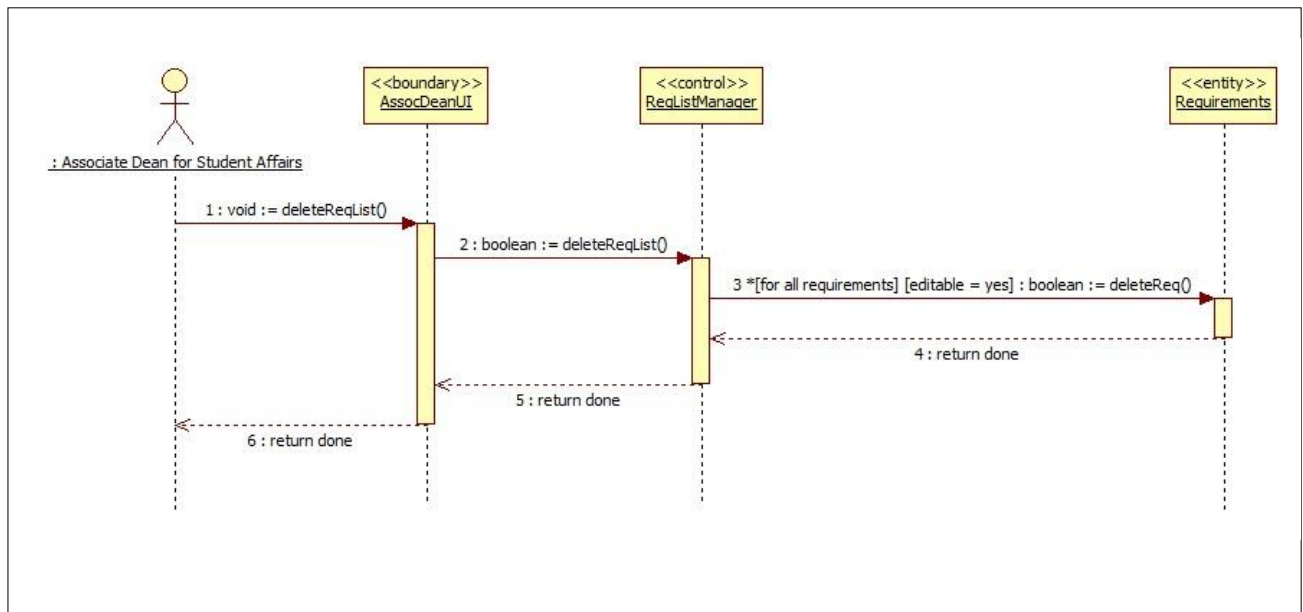 <<boundary>>
AssocDeanUI
<<control>>
ReqListManager
<<entity>>
Requirements
: Associate Dean for Student Affairs
1 : void := deleteReqList()
2 : boolean := deleteReqList()
3 *[for all requirements] [editable = yes] : boolean := deleteReq()
4 : return done
5 : return done
6 : return done